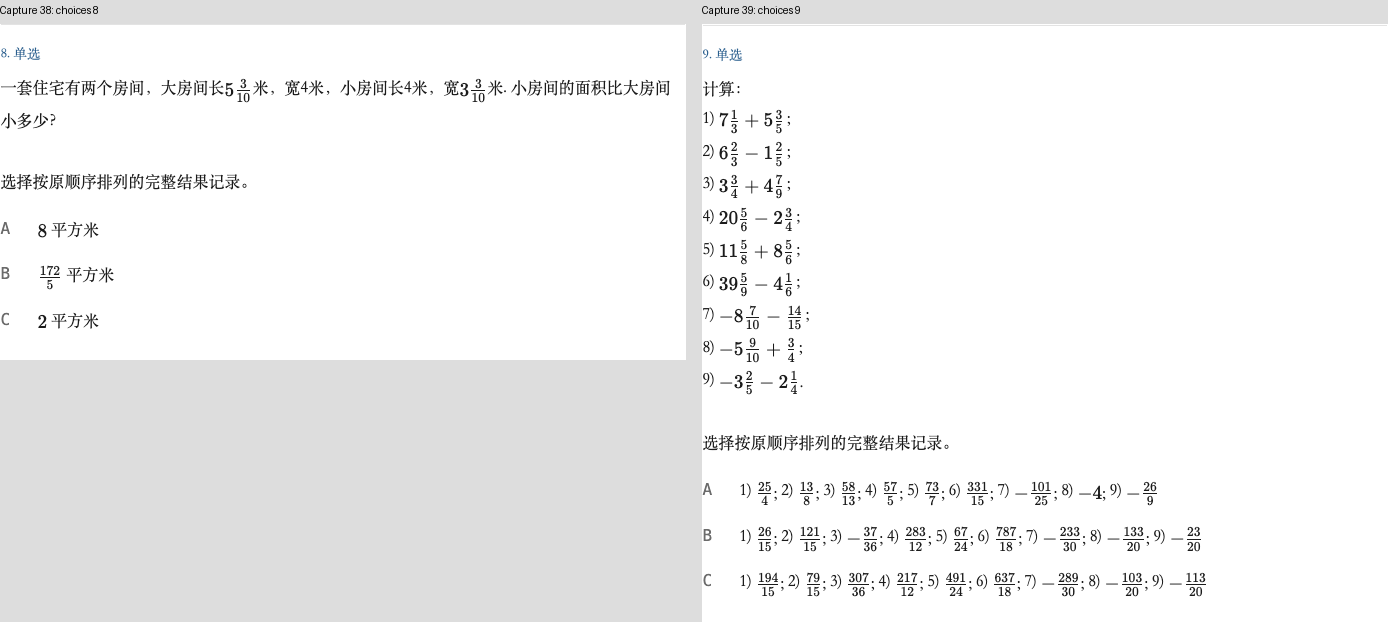 Capture 38: choices 8
8. 单选
一套住宅有两个房间，大房间长5 3/10 米，宽4米，小房间长4米，宽3 3/10 米. 小房间的面积比大房间
小多少?
选择按原顺序排列的完整结果记录。
A 8 平方米
B 172/5 平方米
C 2 平方米
Capture 39: choices 9
9. 单选
计算：
1) 7 1/3 + 5 3/5 ;
2) 6 2/3 − 1 2/5 ;
3) 3 3/4 + 4 7/9 ;
4) 20 5/6 − 2 3/4 ;
5) 11 5/8 + 8 5/6 ;
6) 39 5/9 − 4 1/6 ;
7) −8 7/10 − 14/15 ;
8) −5 9/10 + 3/4 ;
9) −3 2/5 − 2 1/4 .
选择按原顺序排列的完整结果记录。
A 1) 25/4 ; 2) 13/8 ; 3) 58/13 ; 4) 57/5 ; 5) 73/7 ; 6) 331/15 ; 7) − 101/25 ; 8) −4; 9) − 26/9
B 1) 26/15 ; 2) 121/15 ; 3) − 37/36 ; 4) 283/12 ; 5) 67/24 ; 6) 787/18 ; 7) − 233/30 ; 8) − 133/20 ; 9) − 23/20
C 1) 194/15 ; 2) 79/15 ; 3) 307/36 ; 4) 217/12 ; 5) 491/24 ; 6) 637/18 ; 7) − 289/30 ; 8) − 103/20 ; 9) − 113/20